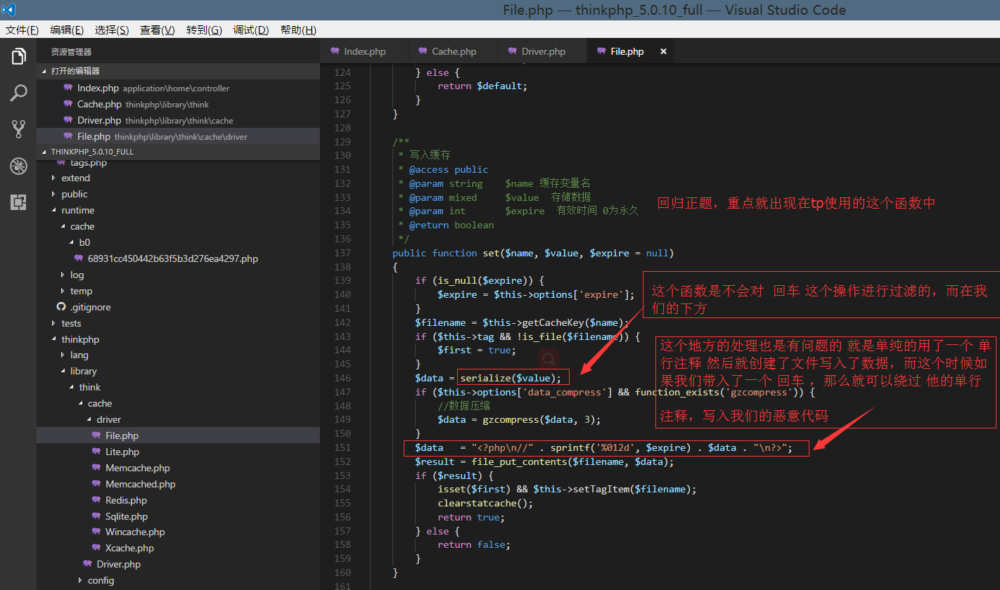 File.php — thinkphp_5.0.10_full — Visual Studio Code
文件(F) 编辑(E) 选择(S) 查看(V) 转到(G) 调试(D) 帮助(H)
资源管理器
打开的编辑器
Index.php application\home\controller
Cache.php thinkphp\library\think
Driver.php thinkphp\library\think\cache
File.php thinkphp\library\think\cache\driver
THINKPHP_5.0.10_FULL
tags.php
extend
public
runtime
cache
b0
68931cc450442b63f5b3d276ea4297.php
log
temp
.gitignore
tests
thinkphp
lang
library
think
cache
driver
File.php
Lite.php
Memcache.php
Memcached.php
Redis.php
Sqlite.php
Wincache.php
Xcache.php
Driver.php
config
Index.php Cache.php Driver.php File.php
124 } else {
125 return $default;
126 }
127 }
128
129 /**
130 * 写入缓存
131 * @access public
132 * @param string $name 缓存变量名
133 * @param mixed $value 存储数据
134 * @param int $expire 有效时间 0为永久
135 * @return boolean
136 */
137 public function set($name, $value, $expire = null)
138 {
139 if (is_null($expire)) {
140 $expire = $this->options['expire'];
141 }
142 $filename = $this->getCacheKey($name);
143 if ($this->tag && !is_file($filename)) {
144 $first = true;
145 }
146 $data = serialize($value);
147 if ($this->options['data_compress'] && function_exists('gzcompress')) {
148 //数据压缩
149 $data = gzcompress($data, 3);
150 }
151 $data = "<?php\n//" . sprintf('%012d', $expire) . $data . "\n?>";
152 $result = file_put_contents($filename, $data);
153 if ($result) {
154 isset($first) && $this->setTagItem($filename);
155 clearstatcache();
156 return true;
157 } else {
158 return false;
159 }
160 }
161
回归正题，重点就出现在tp使用的这个函数中
这个函数是不会对 回车 这个操作进行过滤的，而在我
们的下方
这个地方的处理也是有问题的 就是单纯的用了一个 单
行注释 然后就创建了文件写入了数据，而这个时候如
果我们带入了一个 回车 ，那么就可以绕过 他的单行
注释，写入我们的恶意代码